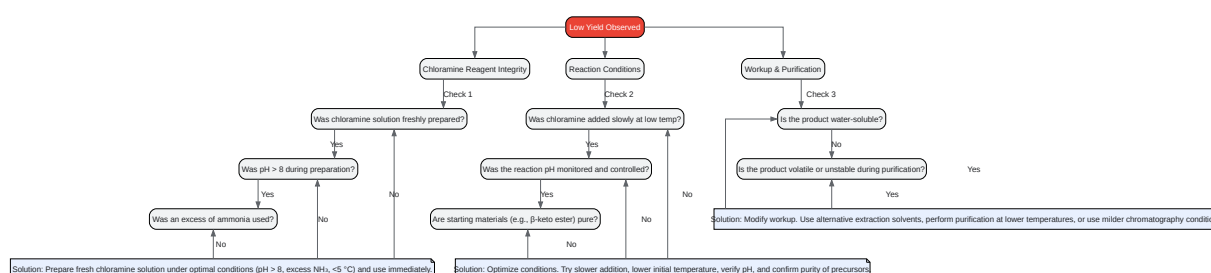 Low Yield Observed
Chloramine Reagent Integrity
Reaction Conditions
Workup & Purification
Check 1
Check 2
Check 3
Was chloramine solution freshly prepared?
Was chloramine added slowly at low temp?
Is the product water-soluble?
Yes
Yes
No
Was pH > 8 during preparation?
Was the reaction pH monitored and controlled?
Is the product volatile or unstable during purification?
Yes
Yes
No
Yes
No
Yes
Was an excess of ammonia used?
No
Are starting materials (e.g., β-keto ester) pure?
No
Solution: Modify workup. Use alternative extraction solvents, perform purification at lower temperatures, or use milder chromatography
No
No
Solution: Prepare fresh chloramine solution under optimal conditions (pH > 8, excess NH₃, <5 °C) and use immediately.
Solution: Optimize conditions. Try slower addition, lower initial temperature, verify pH, and confirm purity of precursors.